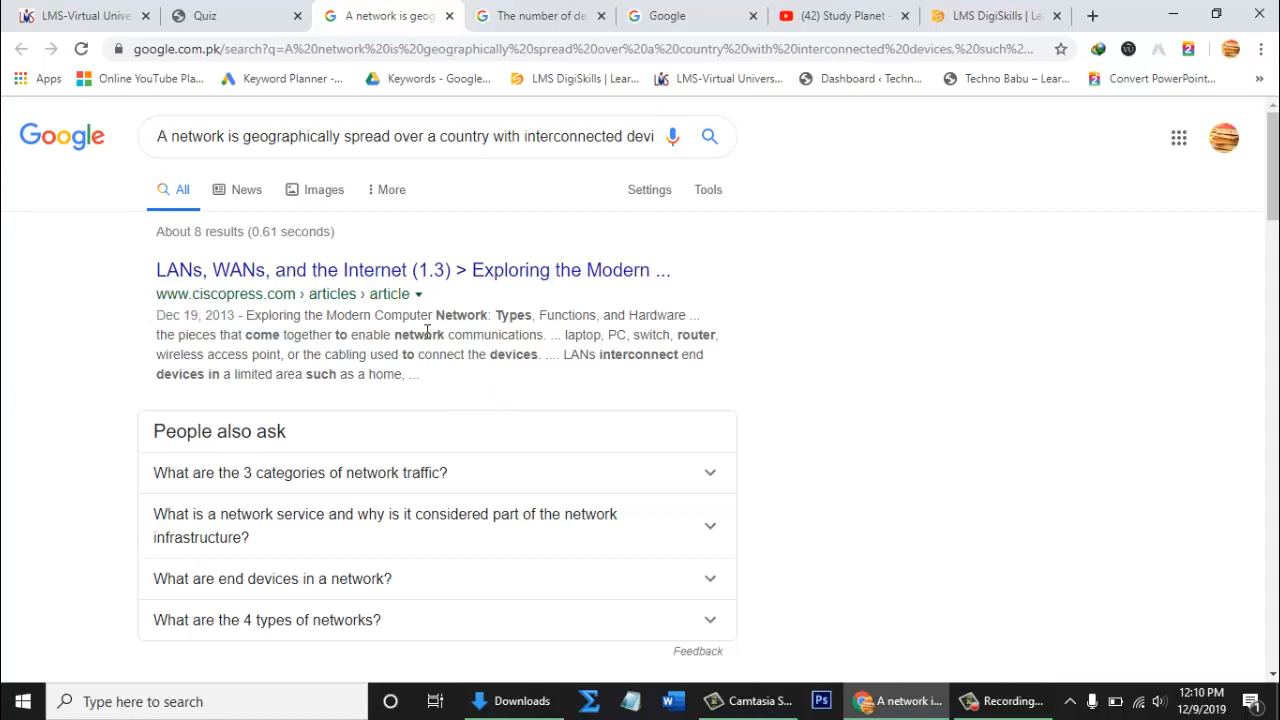 LMS-Virtual Unive
Quiz
A network is geog
The number of de
Google
(42) Study Planet -
LMS DigiSkills | Lea
google.com.pk/search?q=A%20network%20is%20geographically%20spread%20over%20a%20country%20with%20interconnected%20devices,%20such%...
Apps
Online YouTube Pla...
Keyword Planner -...
Keywords - Google...
LMS DigiSkills | Lear...
LMS-Virtual Univers...
Dashboard ‹ Techn...
Techno Babu – Lear...
Convert PowerPoint...
»
Google
A network is geographically spread over a country with interconnected devi
All
News
Images
More
Settings
Tools
About 8 results (0.61 seconds)
LANs, WANs, and the Internet (1.3) > Exploring the Modern ...
www.ciscopress.com › articles › article
Dec 19, 2013 - Exploring the Modern Computer Network: Types, Functions, and Hardware ...
the pieces that come together to enable network communications. ... laptop, PC, switch, router,
wireless access point, or the cabling used to connect the devices. .... LANs interconnect end
devices in a limited area such as a home, ...
People also ask
What are the 3 categories of network traffic?
What is a network service and why is it considered part of the network
infrastructure?
What are end devices in a network?
What are the 4 types of networks?
Feedback
Type here to search
Downloads
Camtasia S...
Ps
A network i...
Recording...
12:10 PM
12/9/2019